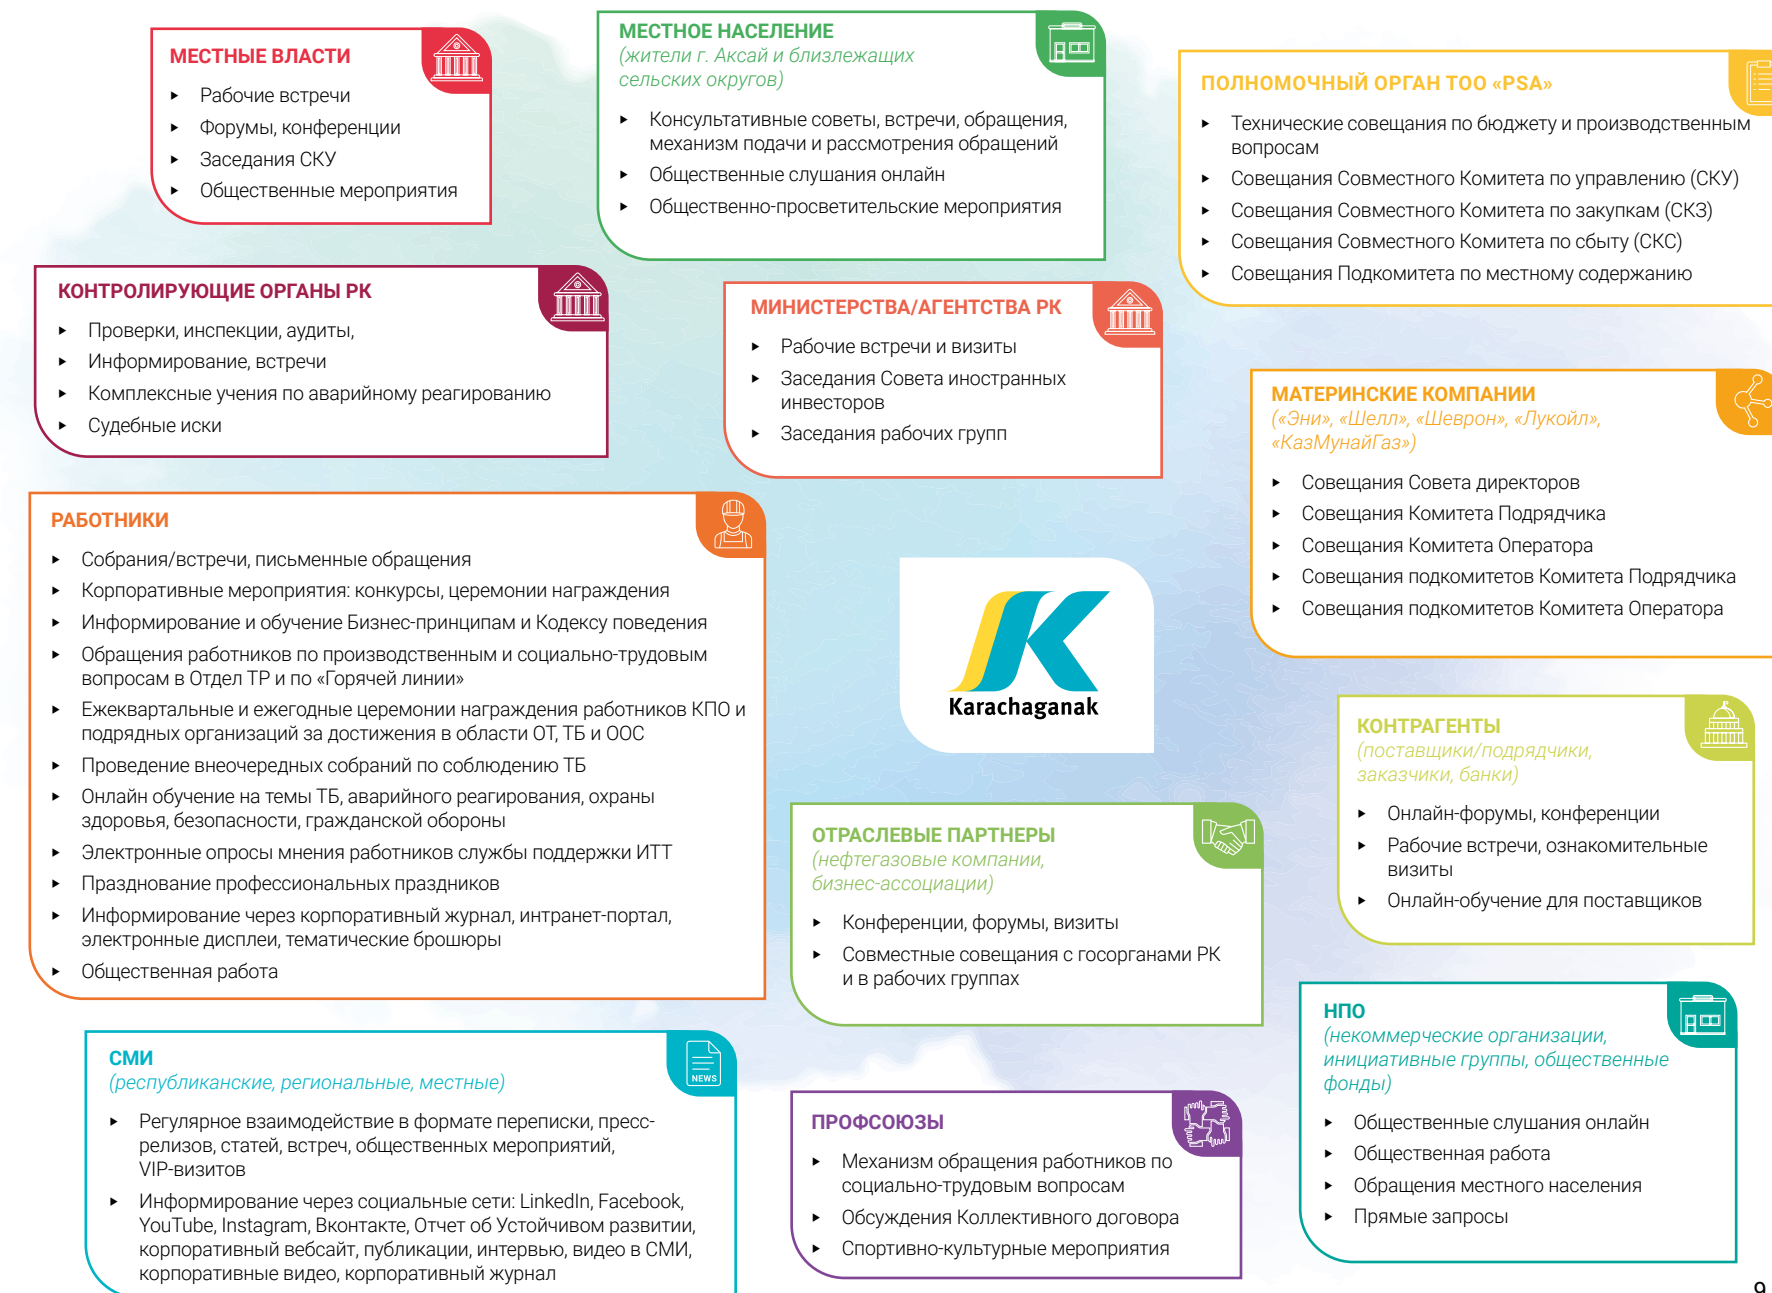 МЕСТНЫЕ ВЛАСТИ
Рабочие встречи
Форумы, конференции
Заседания СКУ
Общественные мероприятия
МЕСТНОЕ НАСЕЛЕНИЕ
(жители г. Аксай и близлежащих
сельских округов)
Консультативные советы, встречи, обращения,
механизм подачи и рассмотрения обращений
Общественные слушания онлайн
Общественно-просветительские мероприятия
ПОЛНОМОЧНЫЙ ОРГАН ТОО «PSA»
Технические совещания по бюджету и производственным
вопросам
Совещания Совместного Комитета по управлению (СКУ)
Совещания Совместного Комитета по закупкам (СКЗ)
Совещания Совместного Комитета по сбыту (СКС)
Совещания Подкомитета по местному содержанию
КОНТРОЛИРУЮЩИЕ ОРГАНЫ РК
Проверки, инспекции, аудиты,
Информирование, встречи
Комплексные учения по аварийному реагированию
Судебные иски
МИНИСТЕРСТВА/АГЕНТСТВА РК
Рабочие встречи и визиты
Заседания Совета иностранных
инвесторов
Заседания рабочих групп
МАТЕРИНСКИЕ КОМПАНИИ
(«Эни», «Шелл», «Шеврон», «Лукойл»,
«КазМунайГаз»)
Совещания Совета директоров
Совещания Комитета Подрядчика
Совещания Комитета Оператора
Совещания подкомитетов Комитета Подрядчика
Совещания подкомитетов Комитета Оператора
РАБОТНИКИ
Собрания/встречи, письменные обращения
Корпоративные мероприятия: конкурсы, церемонии награждения
Информирование и обучение Бизнес-принципам и Кодексу поведения
Обращения работников по производственным и социально-трудовым
вопросам в Отдел ТР и по «Горячей линии»
Ежеквартальные и ежегодные церемонии награждения работников КПО и
подрядных организаций за достижения в области ОТ, ТБ и ООС
Проведение внеочередных собраний по соблюдению ТБ
Онлайн обучение на темы ТБ, аварийного реагирования, охраны
здоровья, безопасности, гражданской обороны
Электронные опросы мнения работников службы поддержки ИТТ
Празднование профессиональных праздников
Информирование через корпоративный журнал, интранет-портал,
электронные дисплеи, тематические брошюры
Общественная работа
Karachaganak
КОНТРАГЕНТЫ
(поставщики/подрядчики,
заказчики, банки)
Онлайн-форумы, конференции
Рабочие встречи, ознакомительные
визиты
Онлайн-обучение для поставщиков
ОТРАСЛЕВЫЕ ПАРТНЕРЫ
(нефтегазовые компании,
бизнес-ассоциации)
Конференции, форумы, визиты
Совместные совещания с госорганами РК
и в рабочих группах
НПО
(некоммерческие организации,
инициативные группы, общественные
фонды)
Общественные слушания онлайн
Общественная работа
Обращения местного населения
Прямые запросы
СМИ
(республиканские, региональные, местные)
NEWS
Регулярное взаимодействие в формате переписки, пресс-
релизов, статей, встреч, общественных мероприятий,
VIP-визитов
Информирование через социальные сети: LinkedIn, Facebook,
YouTube, Instagram, Вконтакте, Отчет об Устойчивом развитии,
корпоративный вебсайт, публикации, интервью, видео в СМИ,
корпоративные видео, корпоративный журнал
ПРОФСОЮЗЫ
Механизм обращения работников по
социально-трудовым вопросам
Обсуждения Коллективного договора
Спортивно-культурные мероприятия